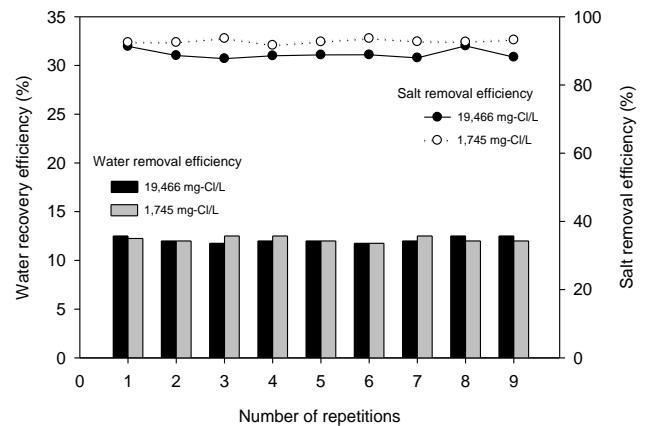 35
30
25
20
15
10
5
0
Water recovery efficiency (%)
100
80
60
40
20
0
Salt removal efficiency (%)
Salt removal efficiency
19,466 mg-Cl/L
1,745 mg-Cl/L
Water removal efficiency
19,466 mg-Cl/L
1,745 mg-Cl/L
0 1 2 3 4 5 6 7 8 9
Number of repetitions